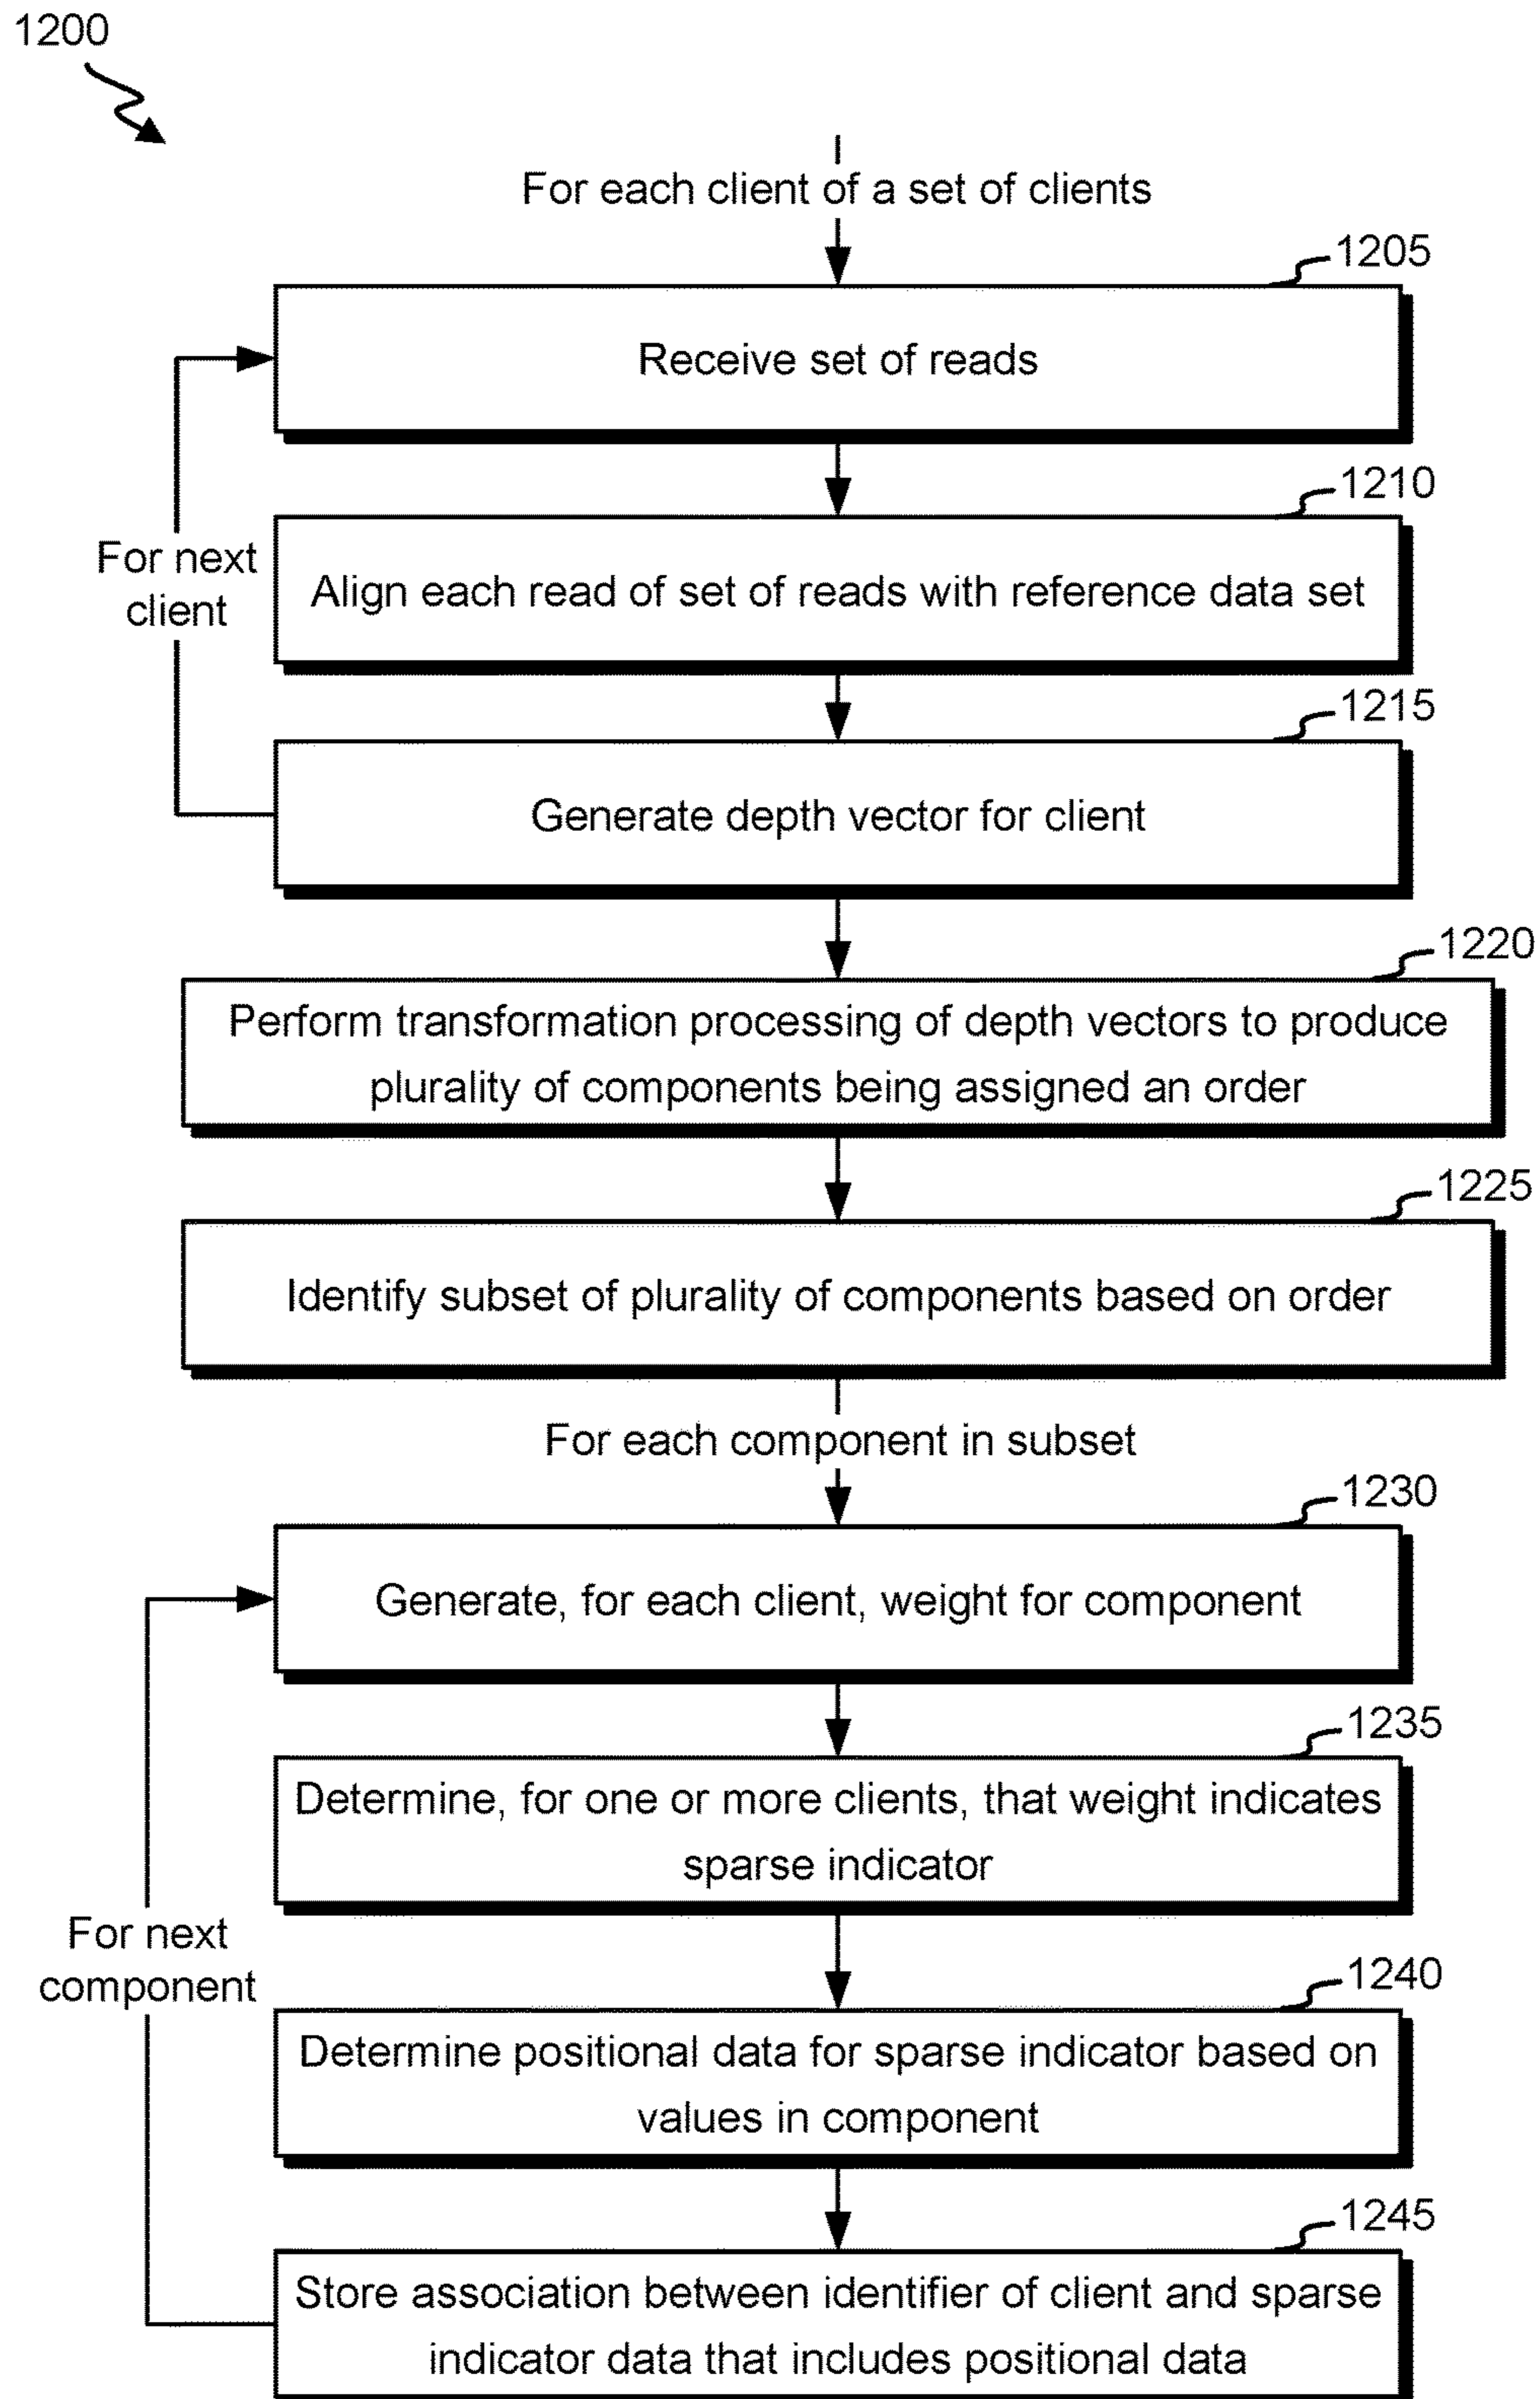 1200
For each client of a set of clients
1205
Receive set of reads
1210
For next
client
Align each read of set of reads with reference data set
1215
Generate depth vector for client
1220
Perform transformation processing of depth vectors to produce
plurality of components being assigned an order
1225
Identify subset of plurality of components based on order
For each component in subset
1230
Generate, for each client, weight for component
1235
Determine, for one or more clients, that weight indicates
sparse indicator
For next
component
1240
Determine positional data for sparse indicator based on
values in component
1245
Store association between identifier of client and sparse
indicator data that includes positional data